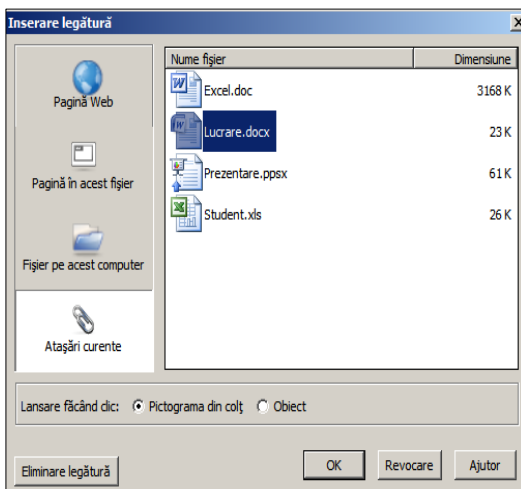 Inserare legătură
Pagină Web
Pagină în acest fișier
Fișier pe acest computer
Atașări curente
Nume fișier Dimensiune
Excel.doc 3168 K
Lucrare.docx 23 K
Prezentare.ppsx 61 K
Student.xls 26 K
Lansare făcând clic: Pictograma din colț Obiect
Eliminare legătură OK Revocare Ajutor